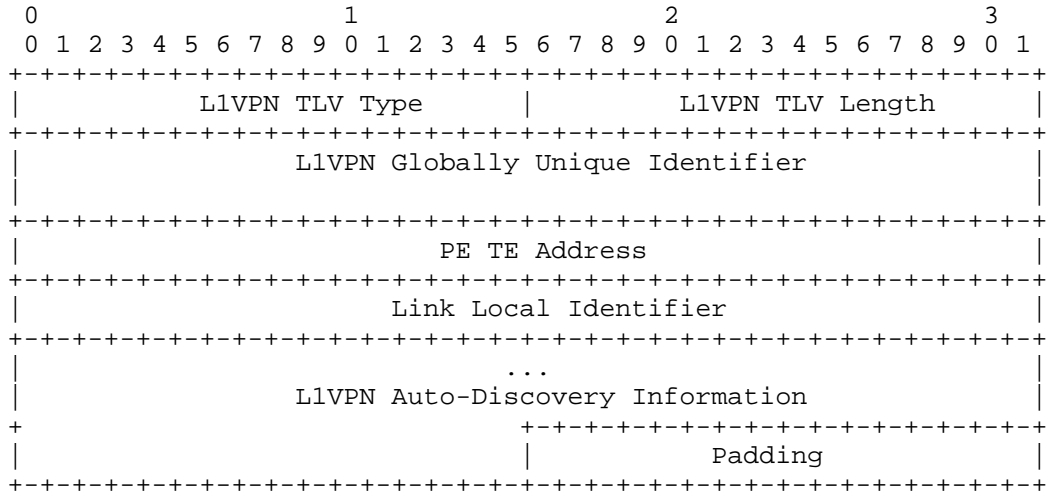 0                   1                   2                   3
0 1 2 3 4 5 6 7 8 9 0 1 2 3 4 5 6 7 8 9 0 1 2 3 4 5 6 7 8 9 0 1
+-+-+-+-+-+-+-+-+-+-+-+-+-+-+-+-+-+-+-+-+-+-+-+-+-+-+-+-+-+-+-+-+
|           L1VPN TLV Type      |         L1VPN TLV Length      |
+-+-+-+-+-+-+-+-+-+-+-+-+-+-+-+-+-+-+-+-+-+-+-+-+-+-+-+-+-+-+-+-+
|                 L1VPN Globally Unique Identifier              |
|                                                               |
+-+-+-+-+-+-+-+-+-+-+-+-+-+-+-+-+-+-+-+-+-+-+-+-+-+-+-+-+-+-+-+-+
|                          PE TE Address                        |
+-+-+-+-+-+-+-+-+-+-+-+-+-+-+-+-+-+-+-+-+-+-+-+-+-+-+-+-+-+-+-+-+
|                       Link Local Identifier                   |
+-+-+-+-+-+-+-+-+-+-+-+-+-+-+-+-+-+-+-+-+-+-+-+-+-+-+-+-+-+-+-+-+
|                              ...                              |
|                 L1VPN Auto-Discovery Information              |
+                               +-+-+-+-+-+-+-+-+-+-+-+-+-+-+-+-+
|                               |           Padding             |
+-+-+-+-+-+-+-+-+-+-+-+-+-+-+-+-+-+-+-+-+-+-+-+-+-+-+-+-+-+-+-+-+